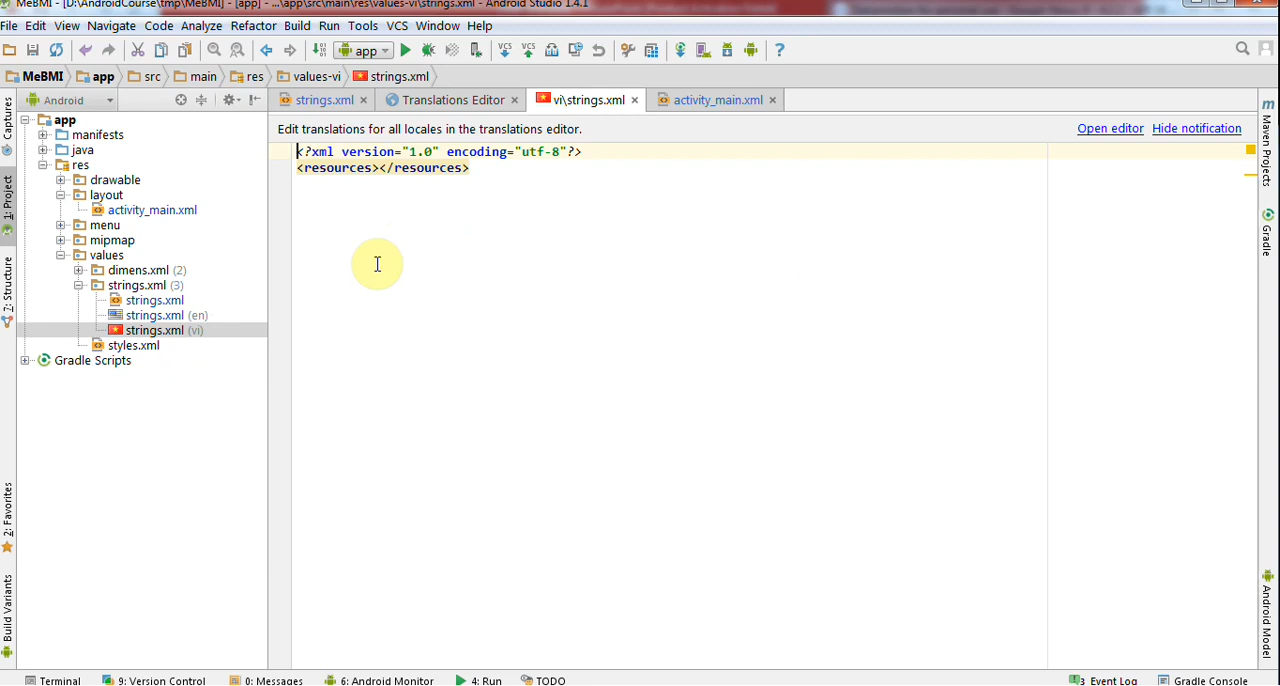 MeBMI - [D:\AndroidCourse\tmp\MeBMI] - [app] - ...\app\src\main\res\values-vi\strings.xml - Android Studio 1.4.1
File Edit View Navigate Code Analyze Refactor Build Run Tools VCS Window Help
app VCS VCS ?
MeBMI app src main res values-vi strings.xml
Android strings.xml Translations Editor vi\strings.xml activity_main.xml
Edit translations for all locales in the translations editor. Open editor Hide notification
<?xml version="1.0" encoding="utf-8"?>
<resources></resources>
app
manifests
java
res
drawable
layout
activity_main.xml
menu
mipmap
values
dimens.xml (2)
strings.xml (3)
strings.xml
strings.xml (en)
strings.xml (vi)
styles.xml
Gradle Scripts
Captures
1: Project
7: Structure
2: Favorites
Build Variants
m
Maven Projects
Gradle
Android Model
Terminal 9: Version Control 0: Messages 6: Android Monitor 4: Run TODO 3 Event Log Gradle Console